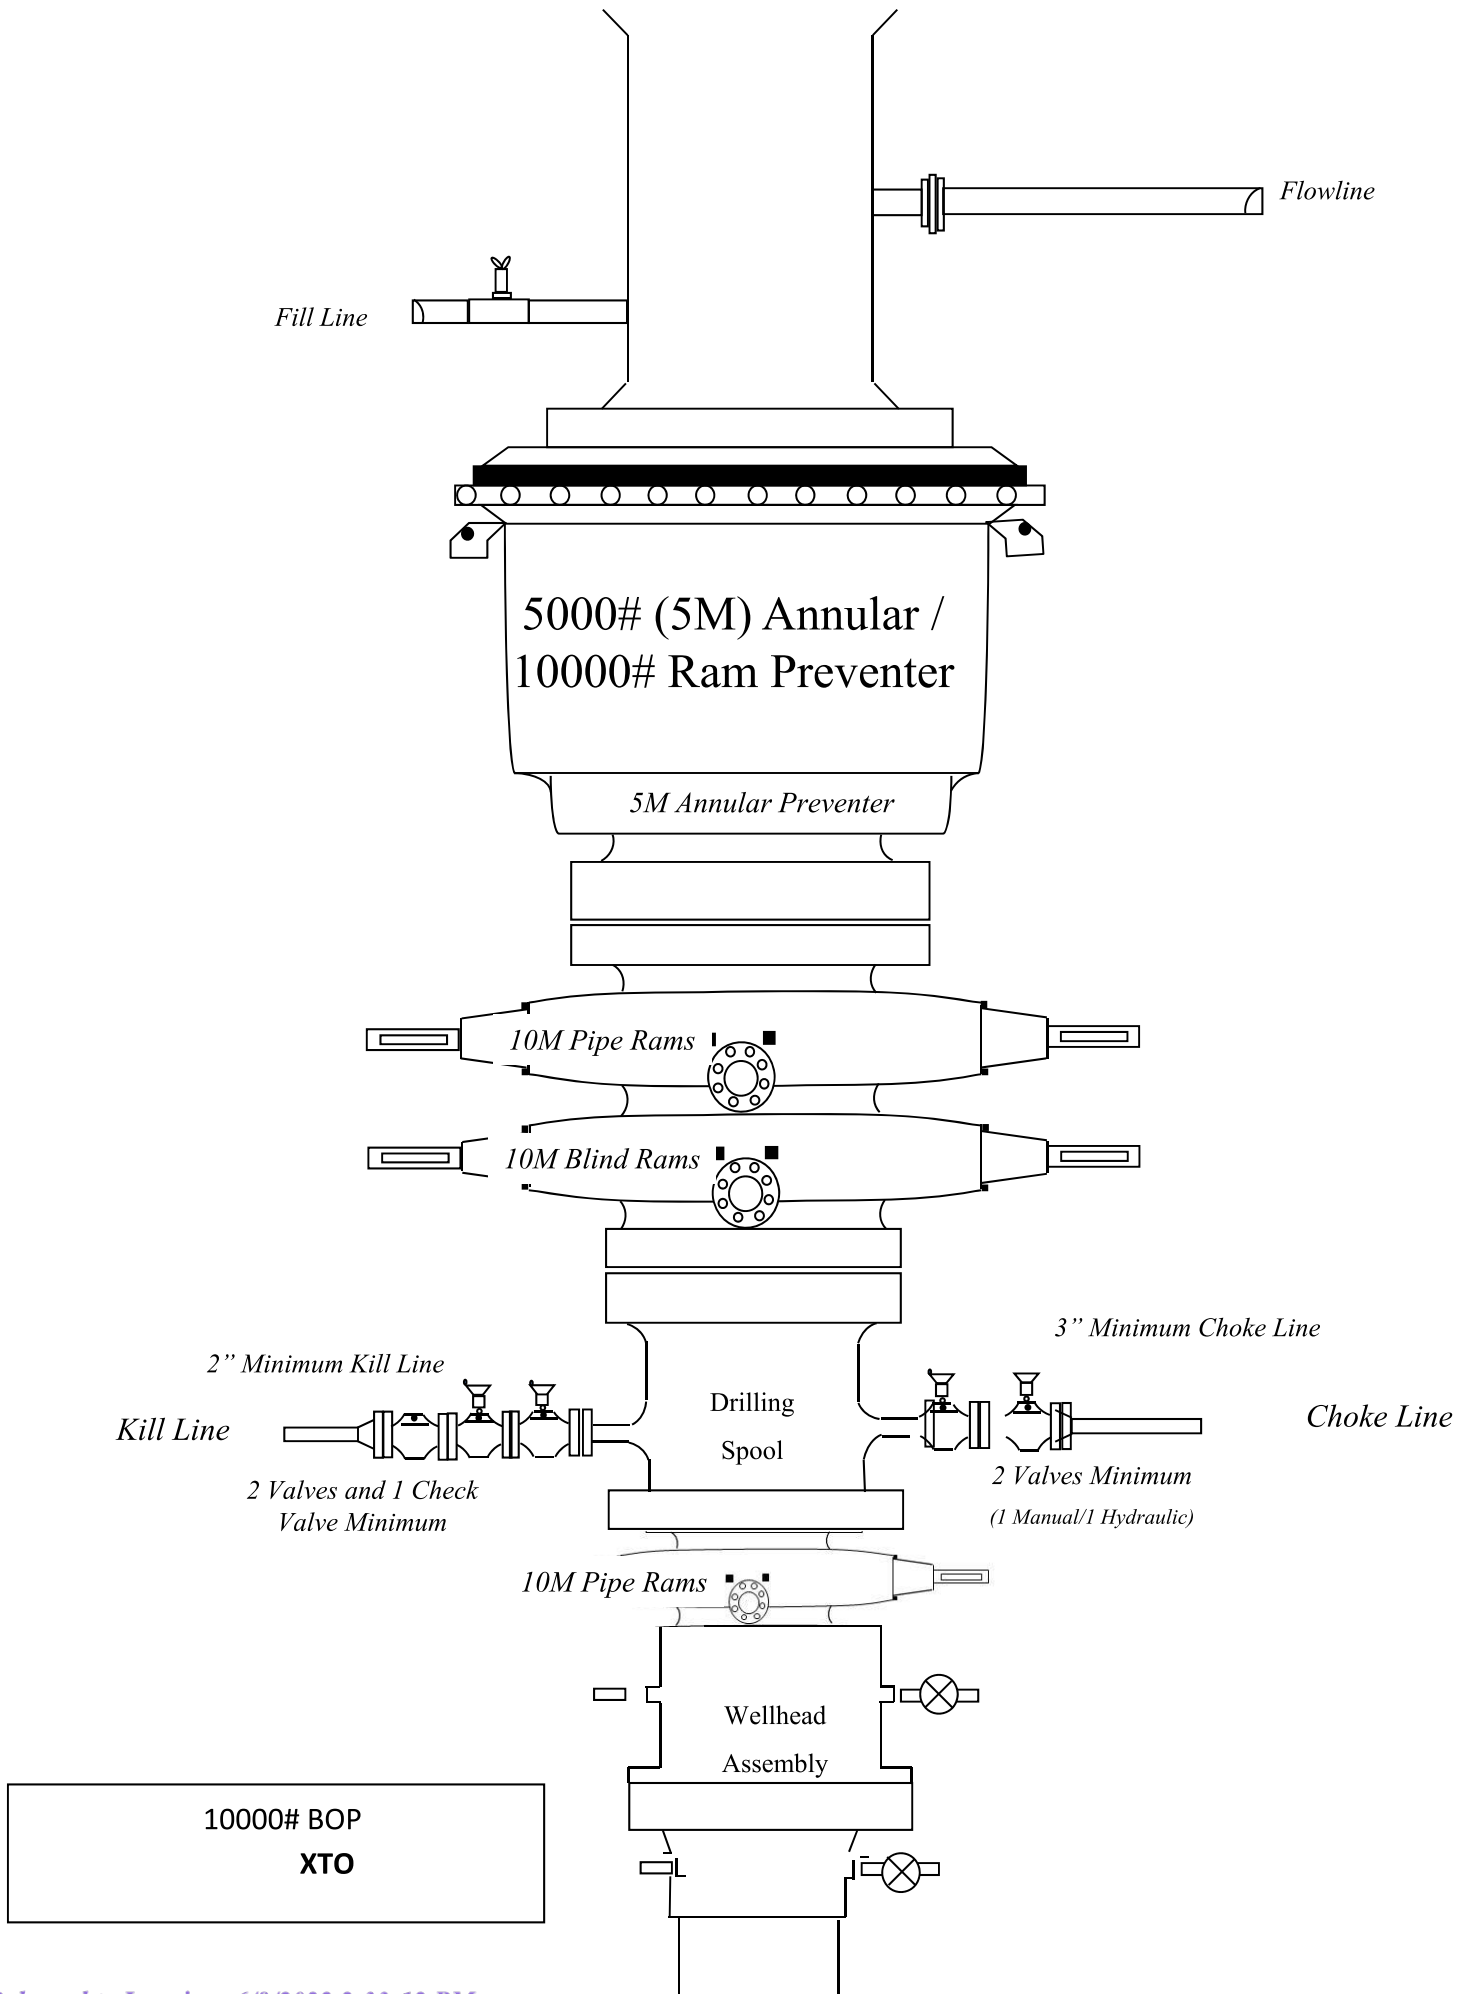 Flowline
Fill Line
5000# (5M) Annular /
10000# Ram Preventer
5M Annular Preventer
10M Pipe Rams
10M Blind Rams
3” Minimum Choke Line
2” Minimum Kill Line
Drilling
Spool
Kill Line
Choke Line
2 Valves and 1 Check
Valve Minimum
2 Valves Minimum
(1 Manual/1 Hydraulic)
10M Pipe Rams
Wellhead
Assembly
10000# BOP
XTO